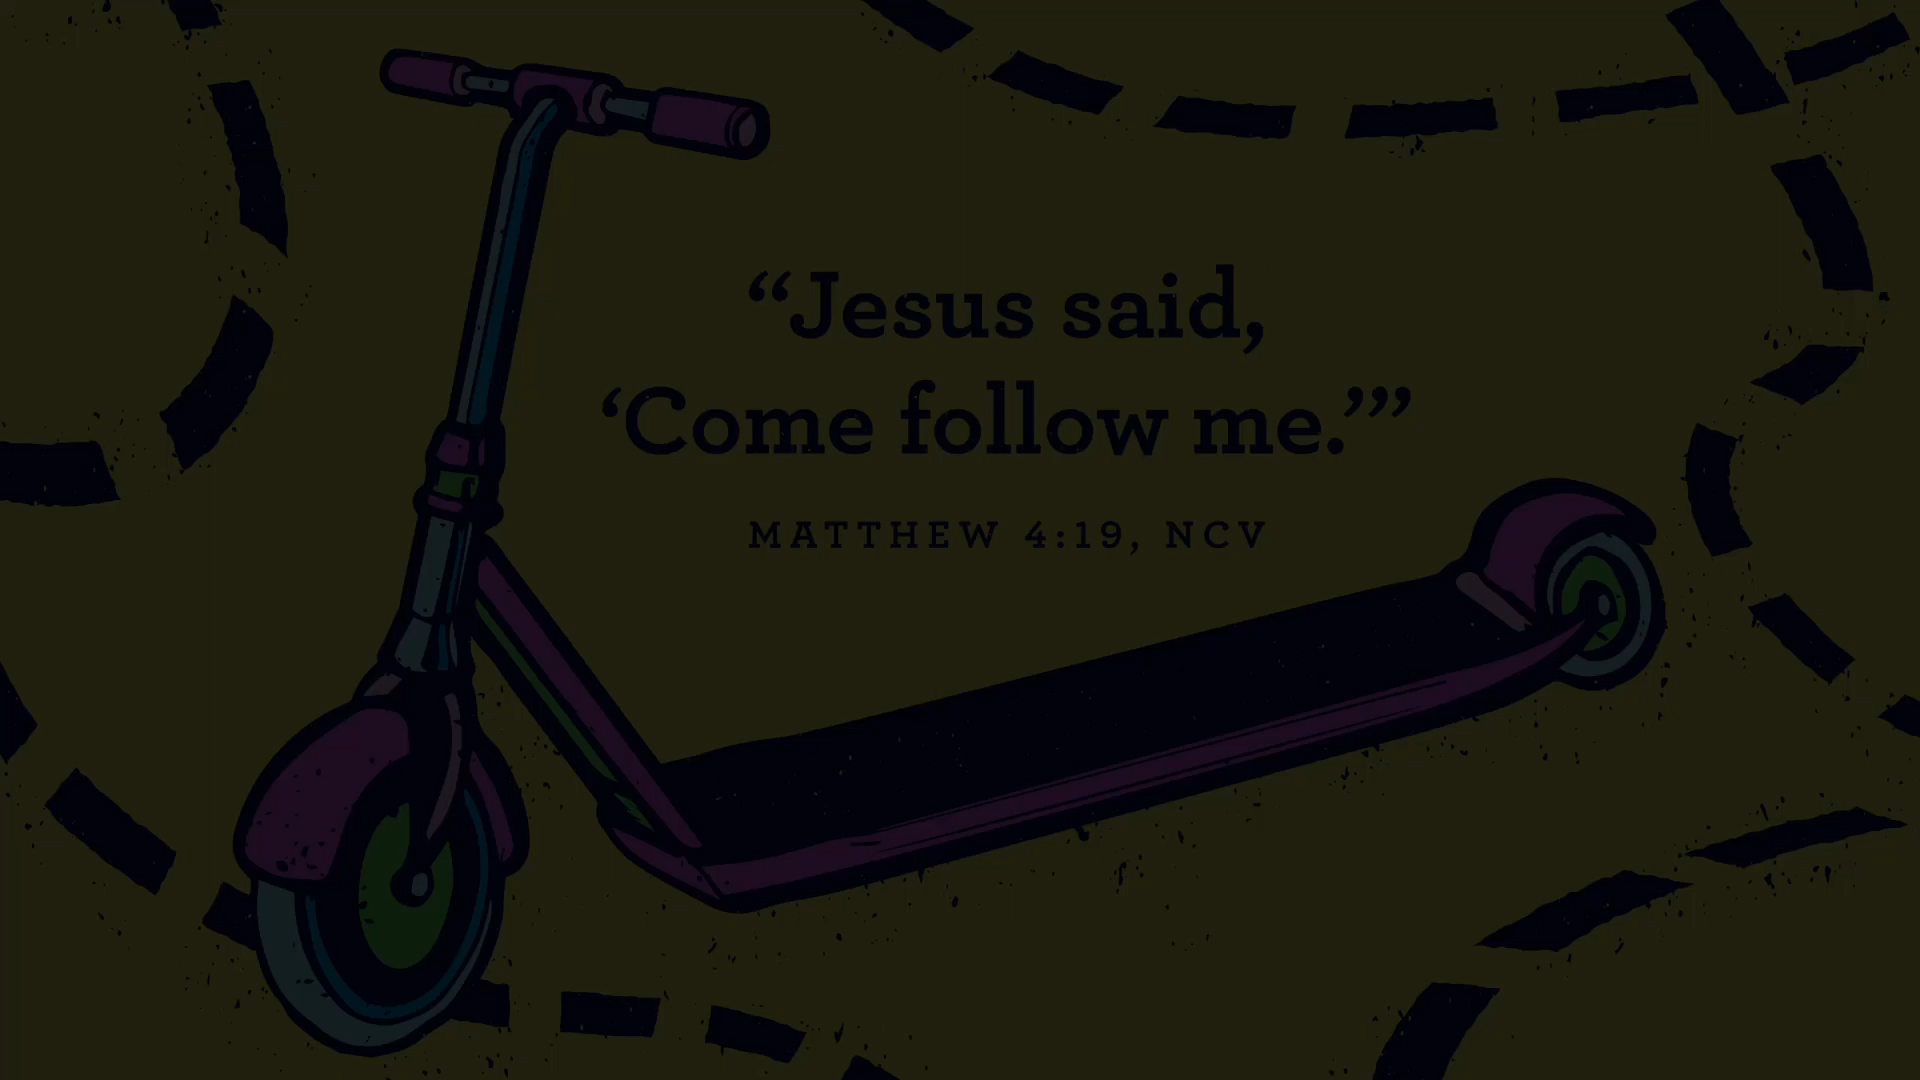 “Jesus said,
‘Come follow me.’”
MATTHEW 4:19, NCV